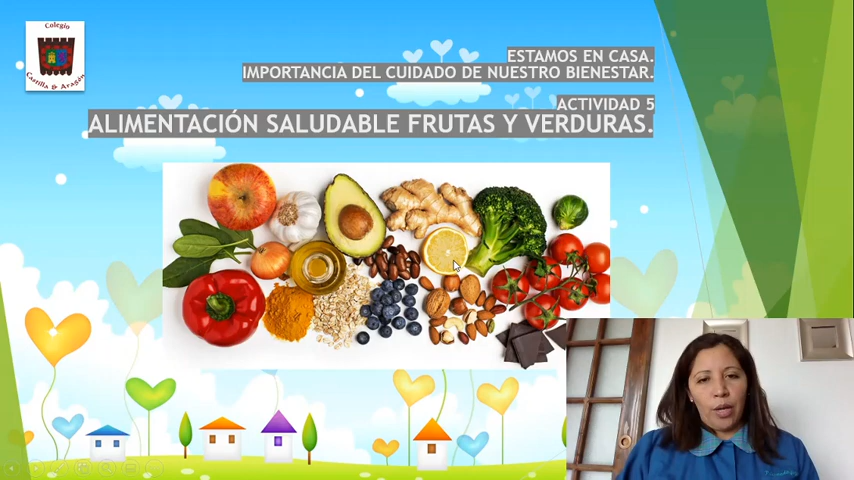 Colegio
Castilla & Aragón
ESTAMOS EN CASA.
IMPORTANCIA DEL CUIDADO DE NUESTRO BIENESTAR.
ACTIVIDAD 5
ALIMENTACIÓN SALUDABLE FRUTAS Y VERDURAS.